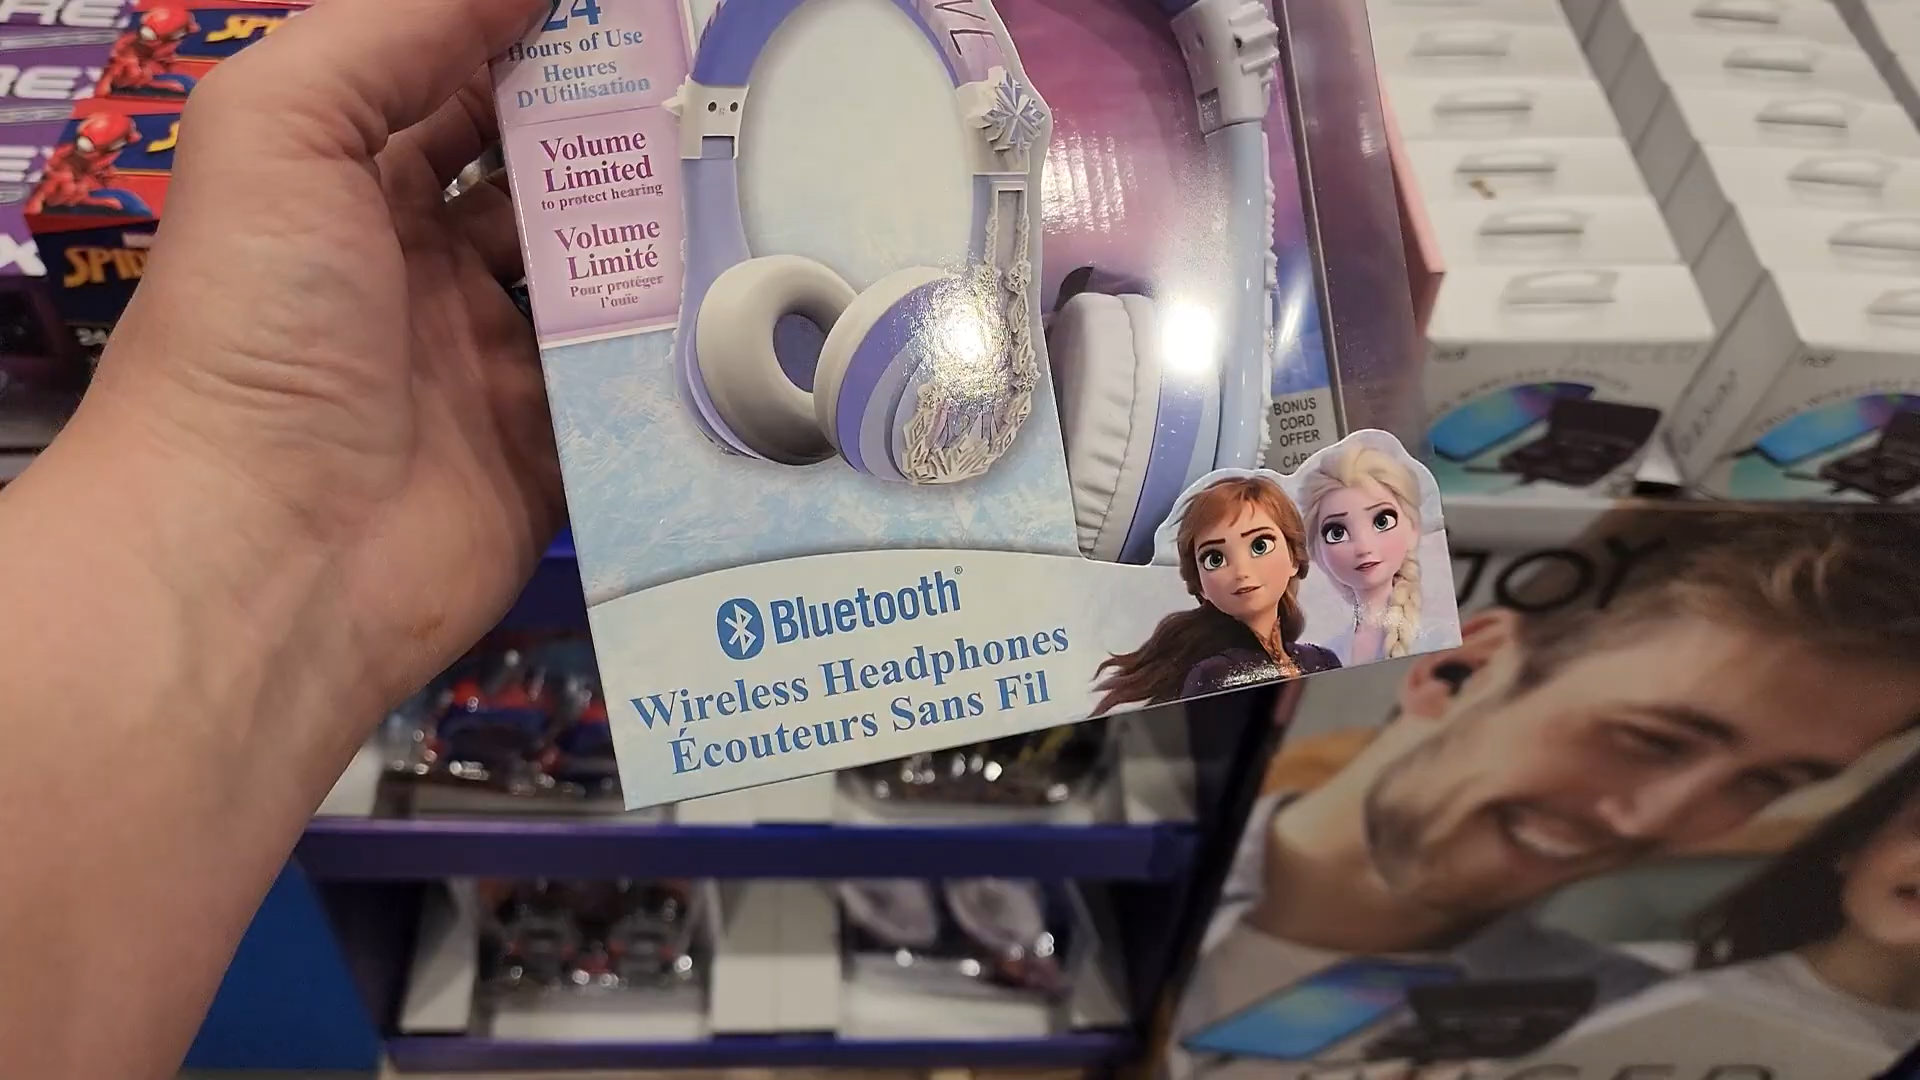 24
Hours of Use
Heures
D'Utilisation
Volume
Limited
to protect hearing
Volume
Limité
Pour protéger
l'ouïe
BONUS
CORD
OFFER
Bluetooth®
Wireless Headphones
Écouteurs Sans Fil
JOY